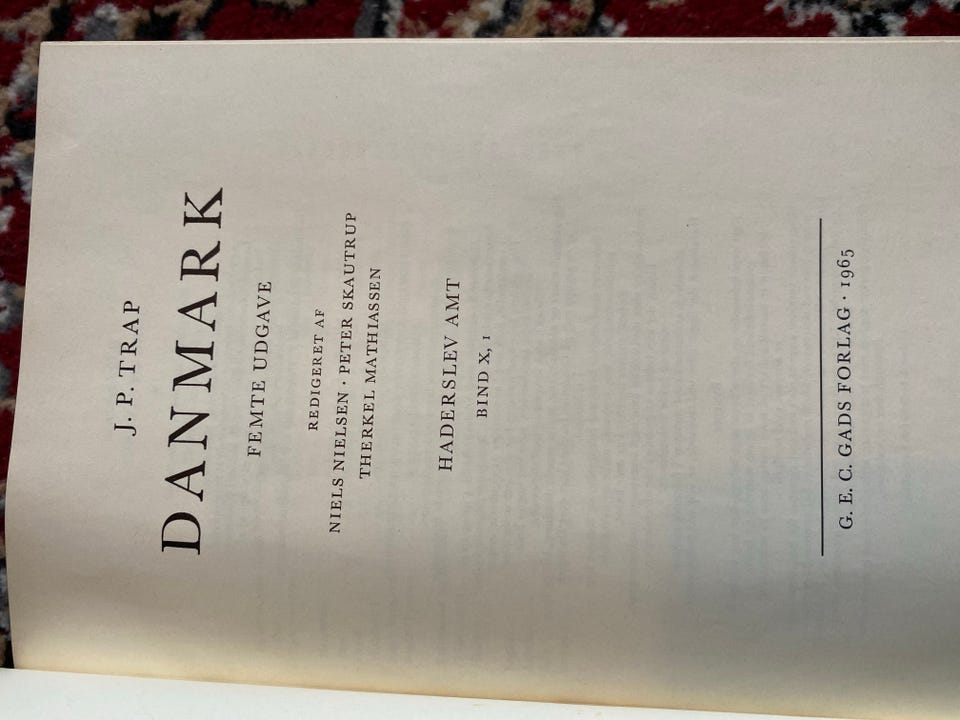 J. P. TRAP
DANMARK
FEMTE UDGAVE
REDIGERET AF
NIELS NIELSEN · PETER SKAUTRUP
THERKEL MATHIASSEN
HADERSLEV AMT
BIND X, 1
G. E. C. GADS FORLAG · 1965